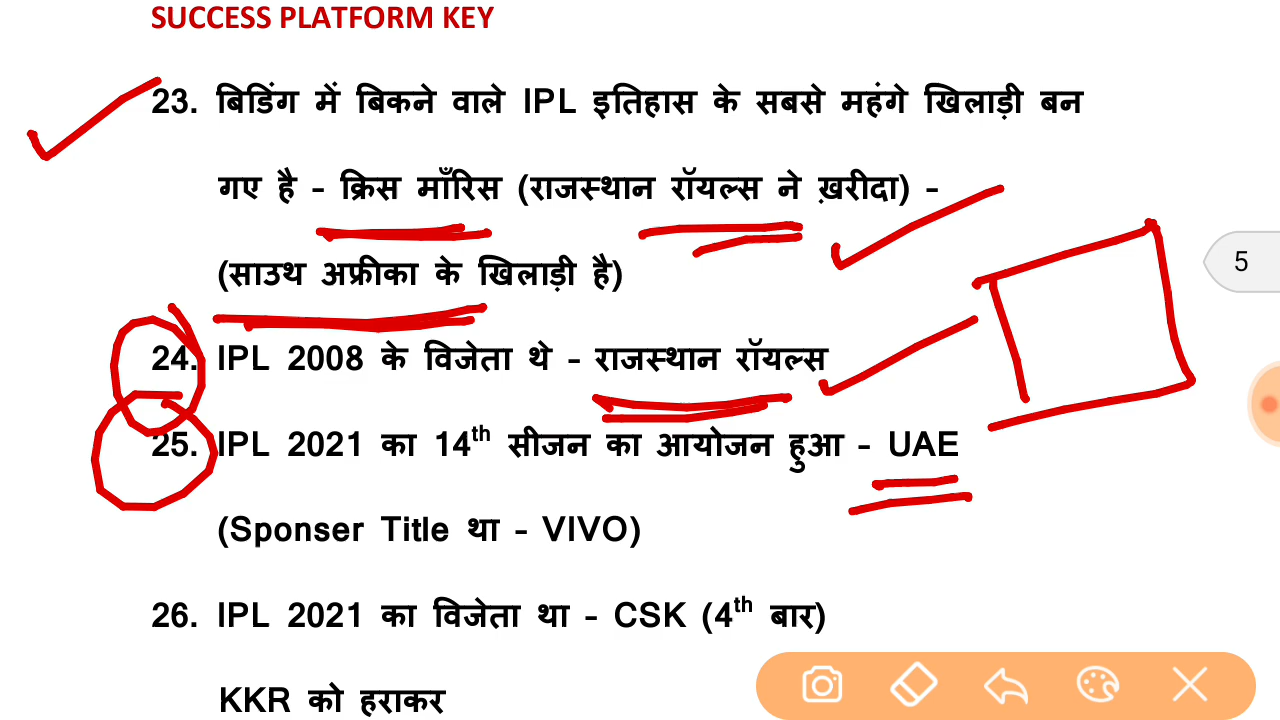 SUCCESS PLATFORM KEY
23. बिडिंग में बिकने वाले IPL इतिहास के सबसे महंगे खिलाड़ी बन
गए है - क्रिस माँरिस (राजस्थान रॉयल्स ने ख़रीदा) -
(साउथ अफ्रीका के खिलाड़ी है)
24. IPL 2008 के विजेता थे - राजस्थान रॉयल्स
25. IPL 2021 का 14th सीजन का आयोजन हुआ - UAE
(Sponser Title था - VIVO)
26. IPL 2021 का विजेता था - CSK (4th बार)
KKR को हराकर
5